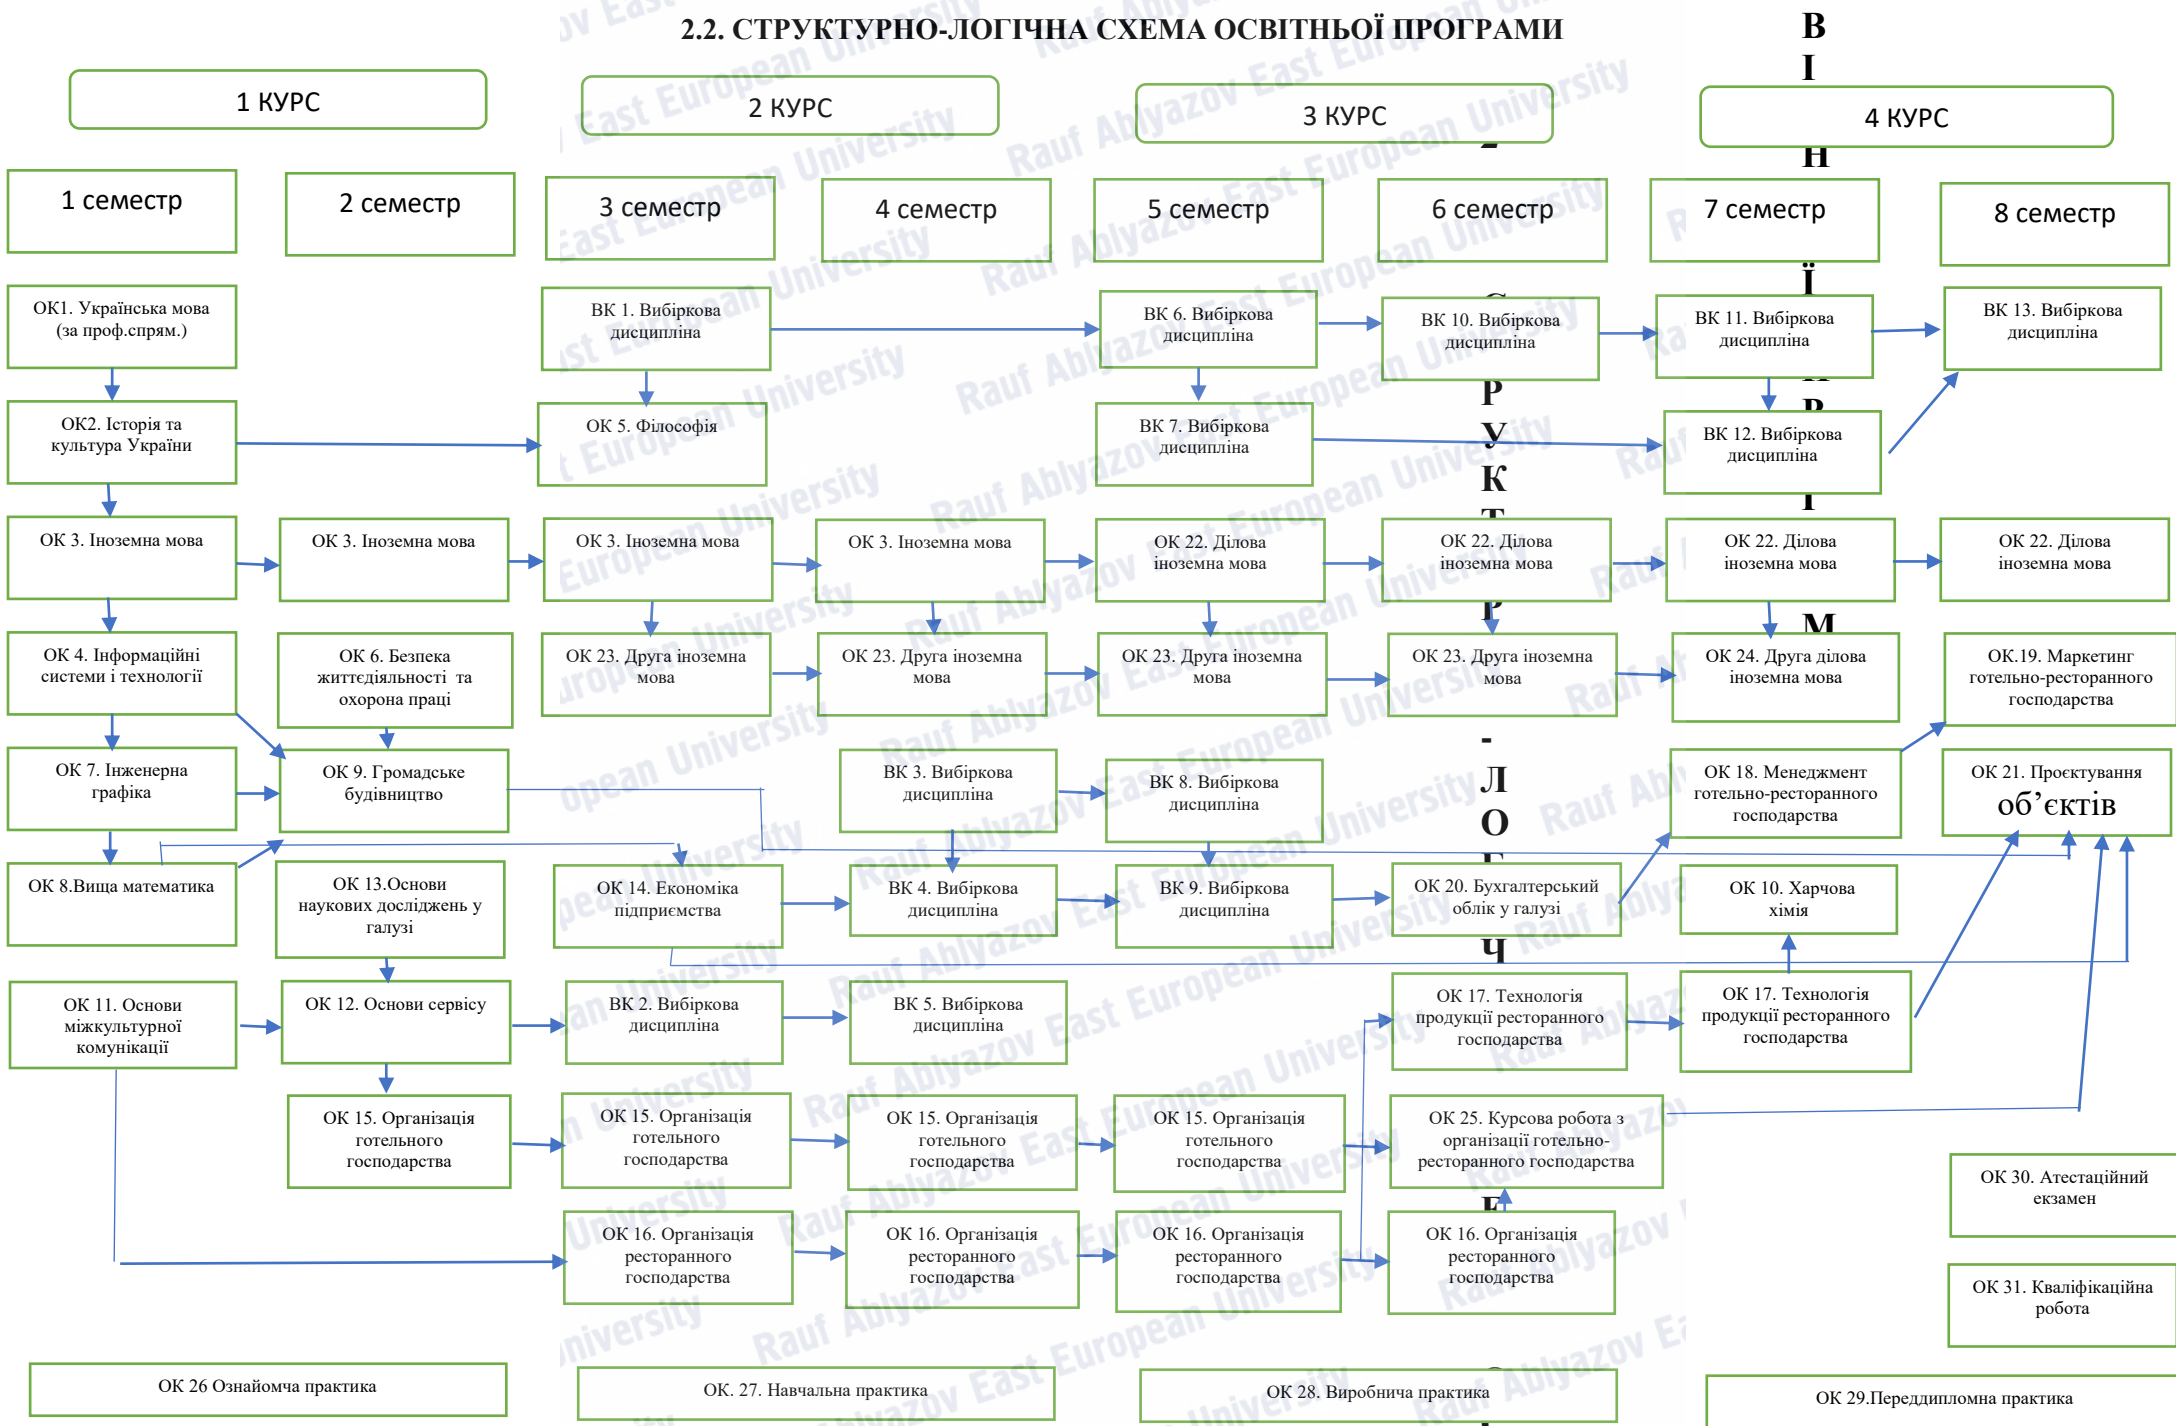 2.2. СТРУКТУРНО-ЛОГІЧНА СХЕМА ОСВІТНЬОЇ ПРОГРАМИ
1 КУРС
2 КУРС
3 КУРС
4 КУРС
1 семестр
2 семестр
3 семестр
4 семестр
5 семестр
6 семестр
7 семестр
8 семестр
ОК1. Українська мова
(за проф.спрям.)
ВК 1. Вибіркова
дисципліна
ВК 6. Вибіркова
дисципліна
ВК 10. Вибіркова
дисципліна
ВК 11. Вибіркова
дисципліна
ВК 13. Вибіркова
дисципліна
ОК2. Історія та
культура України
ОК 5. Філософія
ВК 7. Вибіркова
дисципліна
ВК 12. Вибіркова
дисципліна
ОК 3. Іноземна мова
ОК 3. Іноземна мова
ОК 3. Іноземна мова
ОК 3. Іноземна мова
ОК 22. Ділова
іноземна мова
ОК 22. Ділова
іноземна мова
ОК 22. Ділова
іноземна мова
ОК 22. Ділова
іноземна мова
ОК 4. Інформаційні
системи і технології
ОК 6. Безпека
життєдіяльності та
охорона праці
ОК 23. Друга іноземна
мова
ОК 23. Друга іноземна
мова
ОК 23. Друга іноземна
мова
ОК 23. Друга іноземна
мова
ОК 24. Друга ділова
іноземна мова
ОК.19. Маркетинг
готельно-ресторанного
господарства
ОК 7. Інженерна
графіка
ОК 9. Громадське
будівництво
ВК 3. Вибіркова
дисципліна
ВК 8. Вибіркова
дисципліна
ОК 18. Менеджмент
готельно-ресторанного
господарства
ОК 21. Проєктування
об’єктів
ОК 8.Вища математика
ОК 13.Основи
наукових досліджень у
галузі
ОК 14. Економіка
підприємства
ВК 4. Вибіркова
дисципліна
ВК 9. Вибіркова
дисципліна
ОК 20. Бухгалтерський
облік у галузі
ОК 10. Харчова
хімія
ОК 11. Основи
міжкультурної
комунікації
ОК 12. Основи сервісу
ВК 2. Вибіркова
дисципліна
ВК 5. Вибіркова
дисципліна
ОК 17. Технологія
продукції ресторанного
господарства
ОК 17. Технологія
продукції ресторанного
господарства
ОК 15. Організація
готельного
господарства
ОК 15. Організація
готельного
господарства
ОК 15. Організація
готельного
господарства
ОК 15. Організація
готельного
господарства
ОК 25. Курсова робота з
організації готельно-
ресторанного господарства
ОК 30. Атестаційний
екзамен
ОК 16. Організація
ресторанного
господарства
ОК 16. Організація
ресторанного
господарства
ОК 16. Організація
ресторанного
господарства
ОК 16. Організація
ресторанного
господарства
ОК 31. Кваліфікаційна
робота
ОК 26 Ознайомча практика
ОК. 27. Навчальна практика
ОК 28. Виробнича практика
ОК 29.Переддипломна практика
Rauf Ablyazov East European University